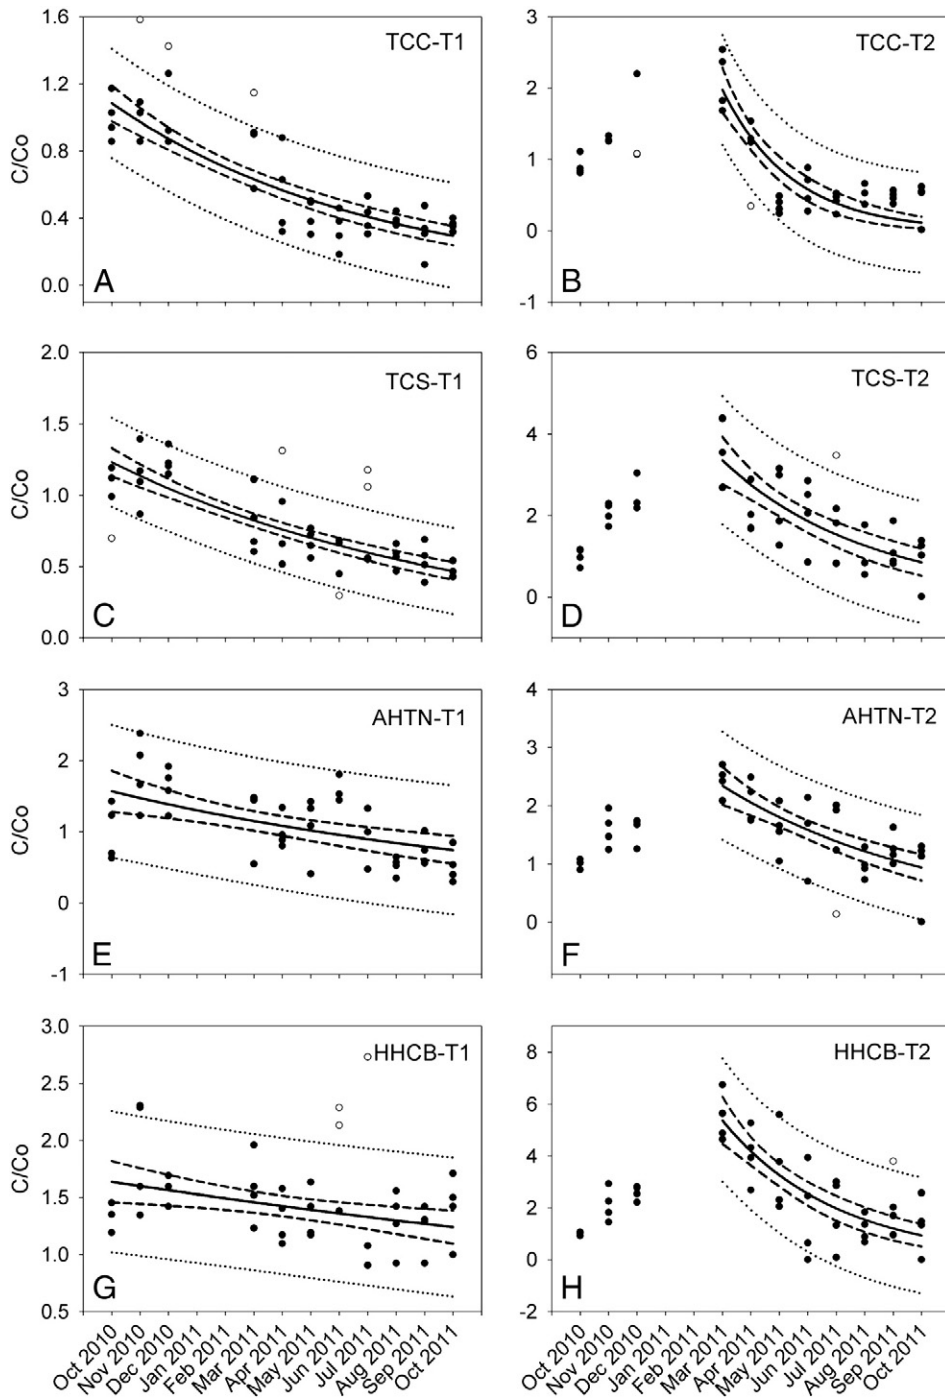 1.6
TCC-T1
1.2
0.8
0.4
0.0
C/Co
A
3
TCC-T2
2
1
0
-1
B
2.0
TCS-T1
1.5
1.0
0.5
0.0
C/Co
C
6
TCS-T2
4
2
0
D
3
AHTN-T1
2
1
0
-1
C/Co
E
4
AHTN-T2
3
2
1
0
F
3.0
HHCB-T1
2.5
2.0
1.5
1.0
0.5
C/Co
G
8
HHCB-T2
6
4
2
0
-2
H
Oct 2010
Nov 2010
Dec 2010
Jan 2011
Feb 2011
Mar 2011
Apr 2011
May 2011
Jun 2011
Jul 2011
Aug 2011
Sep 2011
Oct 2011
Oct 2010
Nov 2010
Dec 2010
Jan 2011
Feb 2011
Mar 2011
Apr 2011
May 2011
Jun 2011
Jul 2011
Aug 2011
Sep 2011
Oct 2011